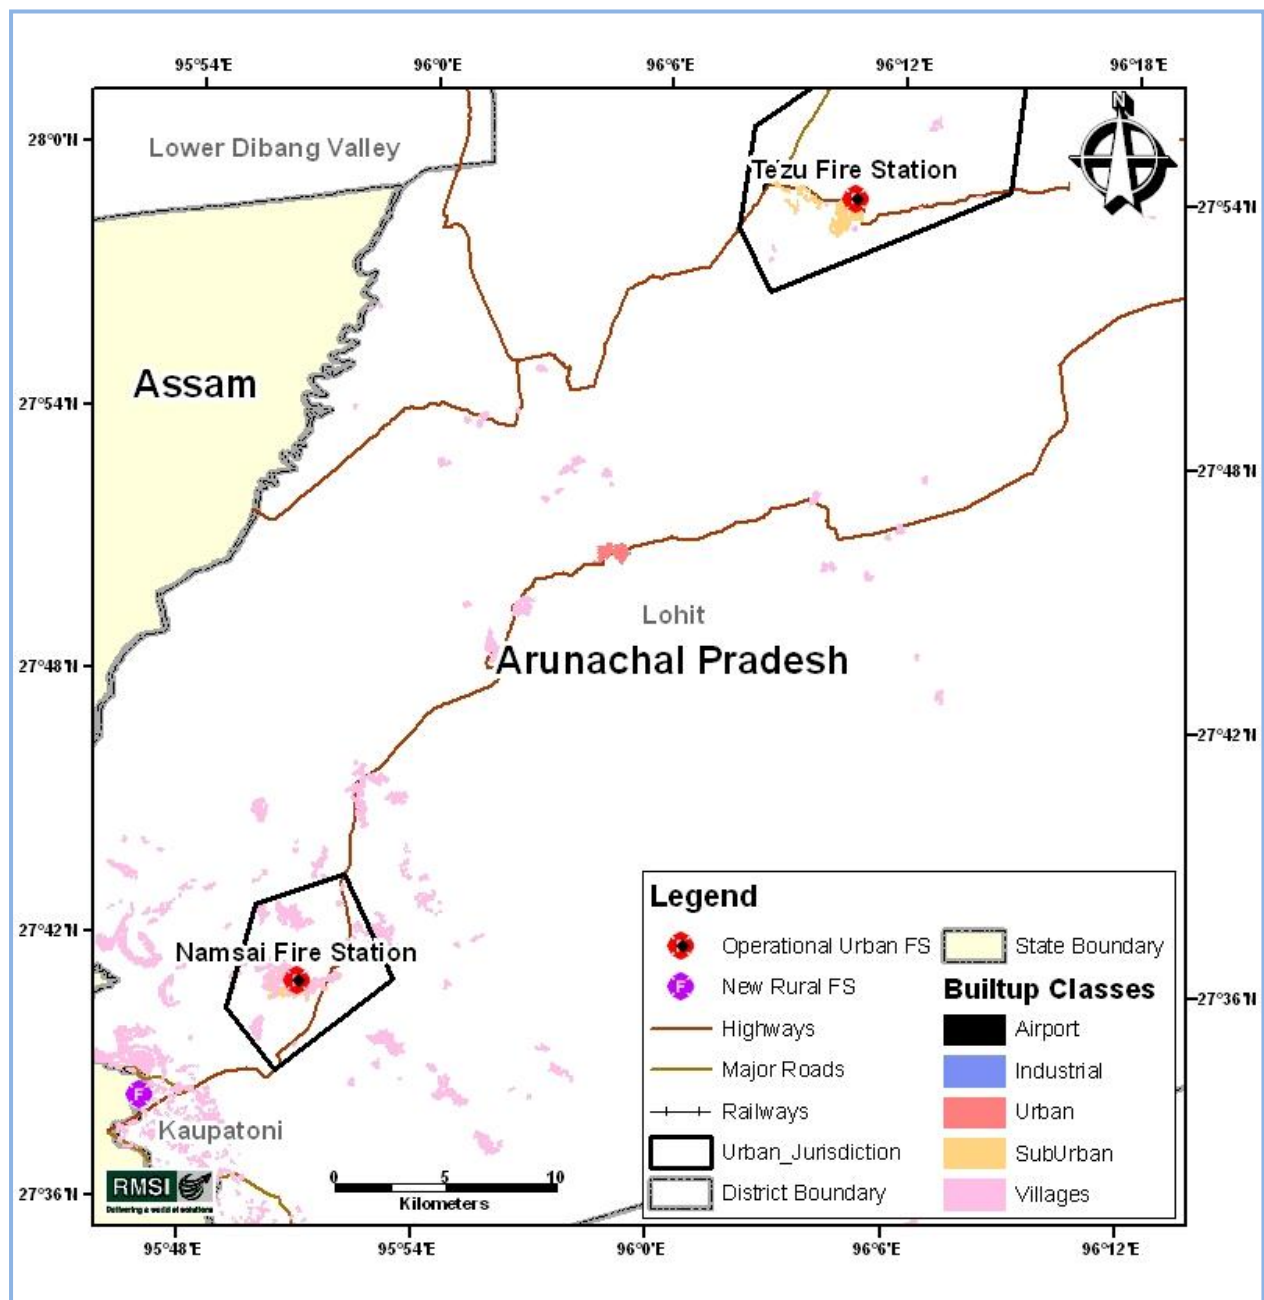 95°54'E 96°0'E 96°6'E 96°12'E 96°18'E
N
28°0'N
Lower Dibang Valley
Tezu Fire Station
27°54'N
Assam
27°54'N
27°48'N
Lohit
27°48'N
Arunachal Pradesh
27°42'N
Legend
27°42'N
Namsai Fire Station
Operational Urban FS
State Boundary
F
New Rural FS
Builtup Classes
27°36'N
Highways
Airport
Major Roads
Industrial
F
Railways
Urban
Kaupatoni
Urban_Jurisdiction
SubUrban
0 5 10
Kilometers
RMSI
Delivering a world of solutions
27°36'N
District Boundary
Villages
95°48'E 95°54'E 96°0'E 96°6'E 96°12'E